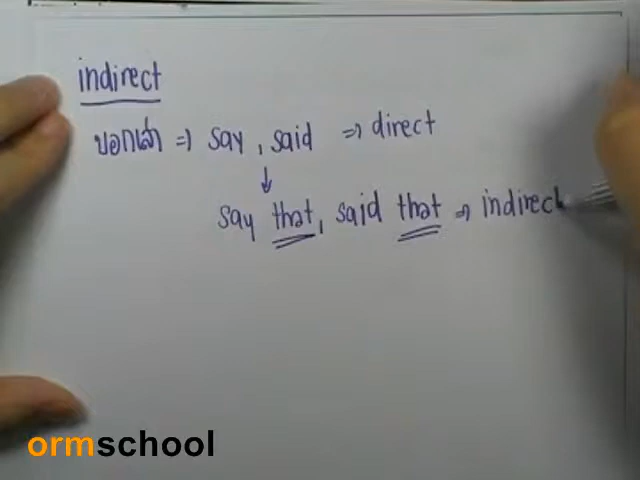 indirect
บอกเล่า ⇒ say , said ⇒ direct
↓
say that, said that ⇒ indirect
ormschool